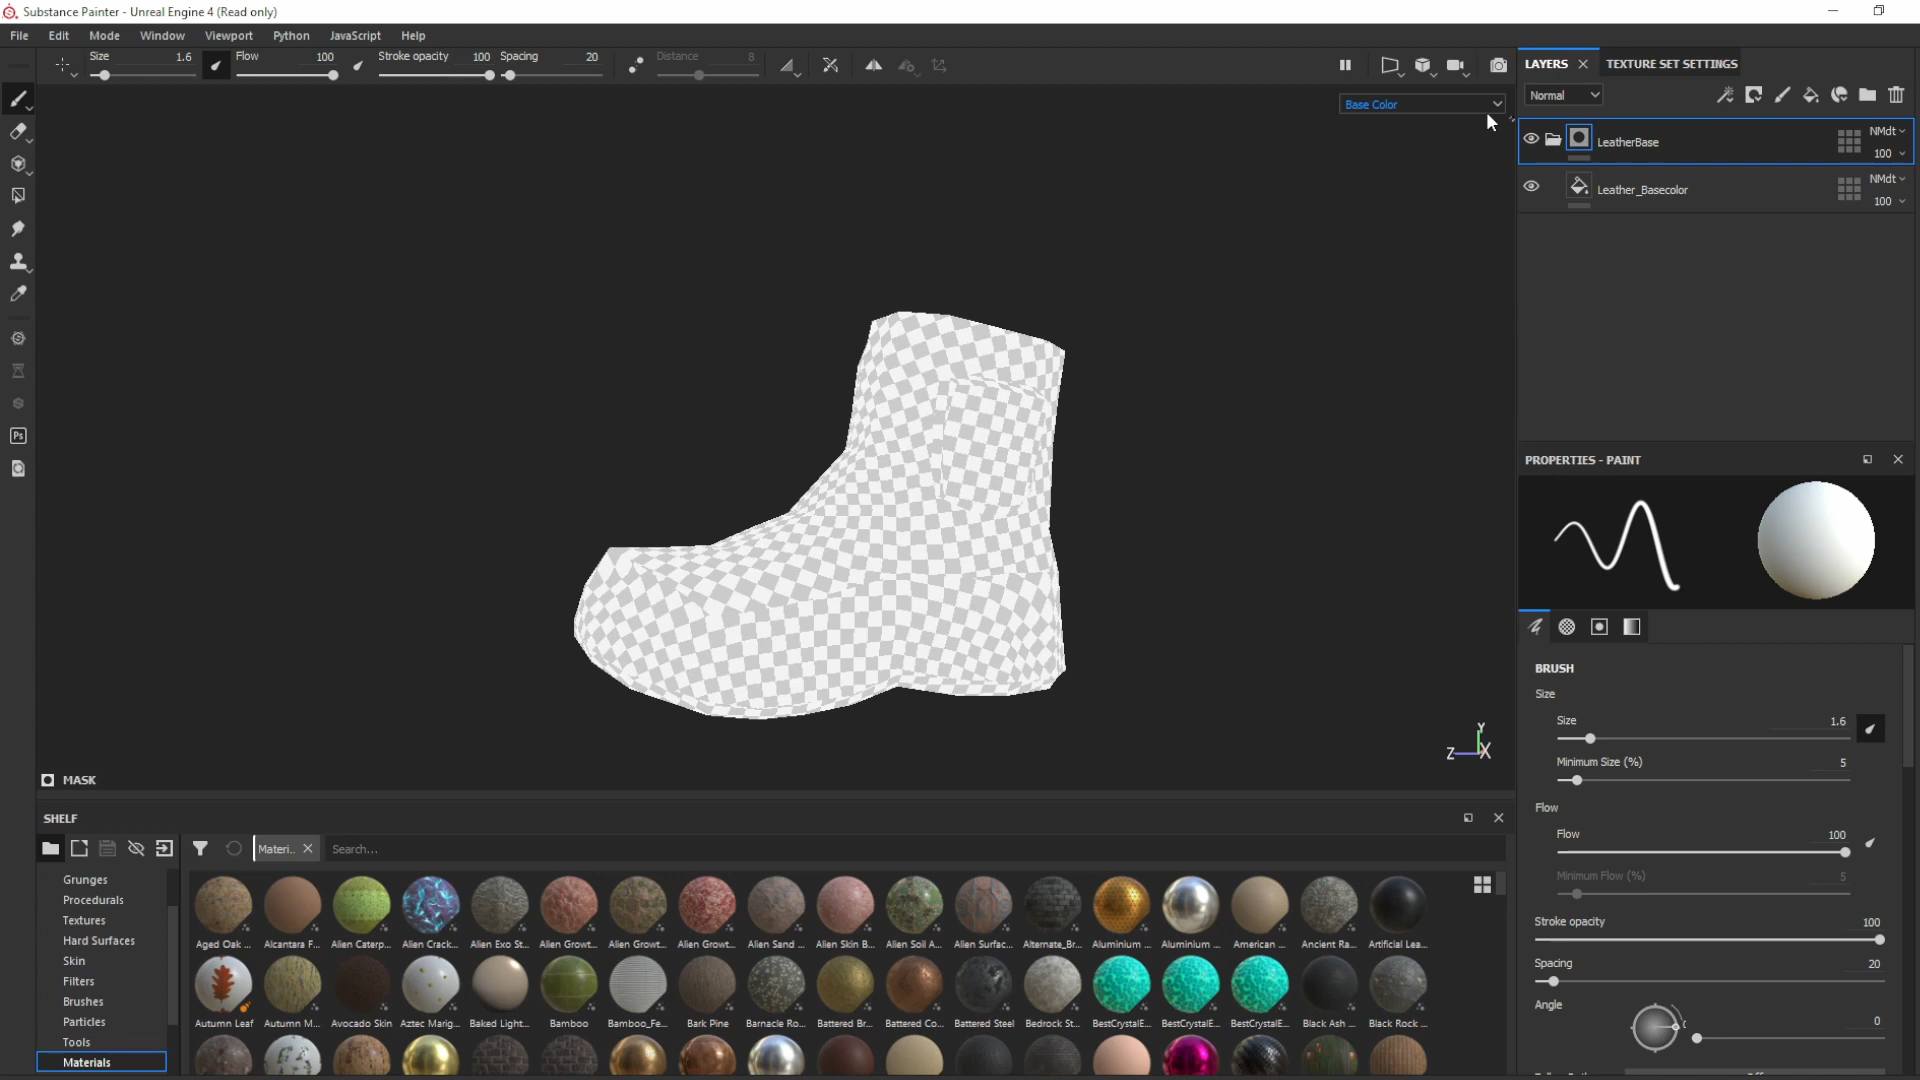 Substance Painter - Unreal Engine 4 (Read only)
File Edit Mode Window Viewport Python JavaScript Help
Size 1.6 Flow 100 Stroke opacity 100 Spacing 20 Distance 8
Base Color
LAYERS TEXTURE SET SETTINGS
Normal
LeatherBase NMdt
100
Leather_Basecolor NMdt
100
PROPERTIES - PAINT
BRUSH
Size
Size 1.6
Minimum Size (%) 5
Flow
Flow 100
Minimum Flow (%) 5
Stroke opacity 100
Spacing 20
Angle
0
Ps
Y
Z X
MASK
SHELF
Materi.. Search...
Grunges
Procedurals
Textures
Hard Surfaces
Skin
Filters
Brushes
Particles
Tools
Materials
Aged Oak ... Alcantara F... Alien Caterp... Alien Crack... Alien Exo St... Alien Growt... Alien Growt... Alien Growt... Alien Sand ... Alien Skin B... Alien Soil A... Alien Surfac... Alternate_Br... Aluminium ... Aluminium ... American ... Ancient Ra... Artificial Lea...
Autumn Leaf Autumn M... Avocado Skin Aztec Marig... Baked Light... Bamboo Bamboo_Fe... Bark Pine Barnacle Ro... Battered Br... Battered Co... Battered Steel Bedrock St... BestCrystalE... BestCrystalE... BestCrystalE... Black Ash ... Black Rock ...